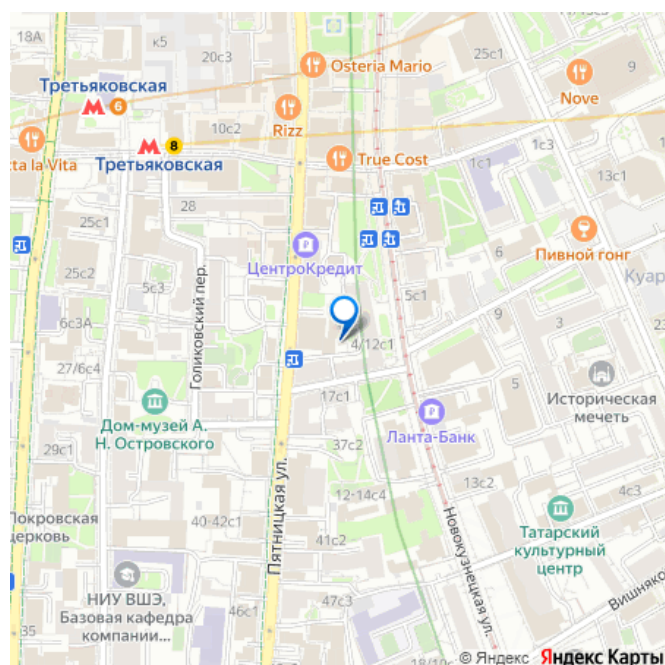 18А
к5
20с3
25с1
9
Osteria Mario
Третьяковская
6
Nove
Rizz
10с2
8
cta la Vita
Третьяковская
True Cost
1с1
1с3
13с1
28
25с1
Пивной гонг
ЦентроКредит
6
Куар
25с2
5с3
Голиковский пер.
5с1
9
3
6с3А
4/12с1
27/6с4
5
Историческая
мечеть
17с1
Дом-музей А.
Н. Островского
Ланта-Банк
29с1
37с2
Пятницкая ул.
13с2
4с3
12-14с4
Покровская
церковь
40-42с1
Новокузнецкая ул.
Татарский
культурный
центр
41с2
НИУ ВШЭ,
Базовая кафедра
компании...
46с1
47с3
Вишняко
35
18/10с
© Яндекс Яндекс Карты